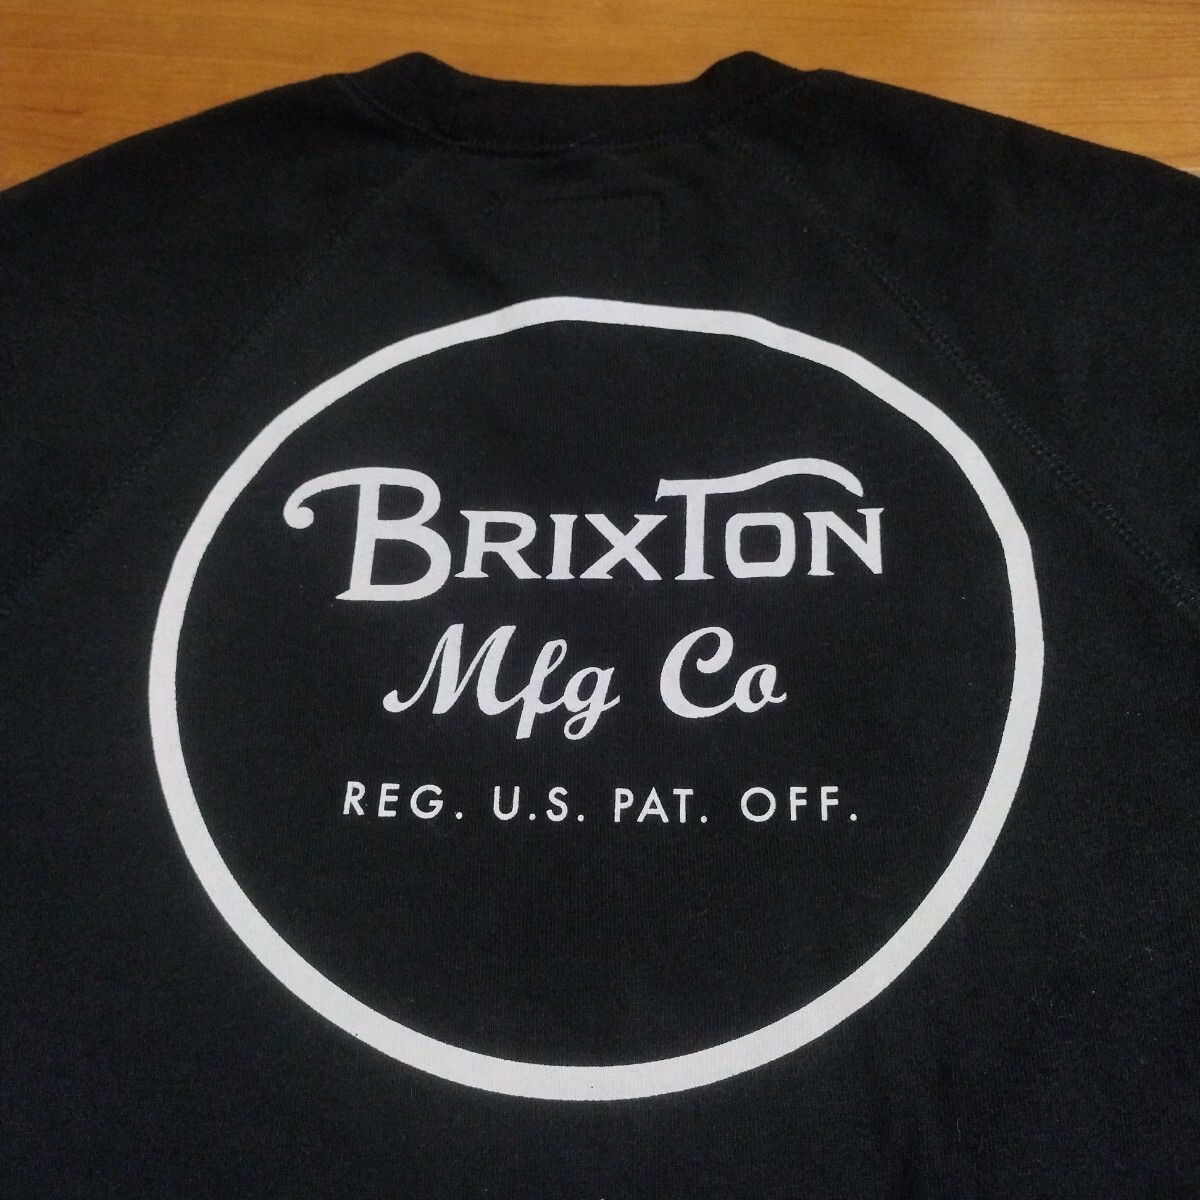 BRIXTON
Mfg Co
REG. U.S. PAT. OFF.